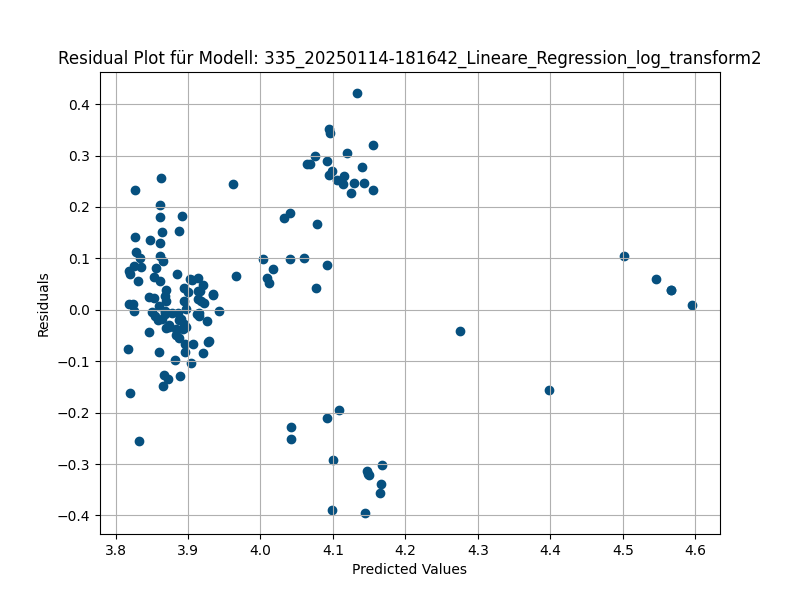 Residual Plot für Modell: 335_20250114-181642_Lineare_Regression_log_transform2
0.4
0.3
0.2
0.1
0.0
−0.1
−0.2
−0.3
−0.4
Residuals
3.8 3.9 4.0 4.1 4.2 4.3 4.4 4.5 4.6
Predicted Values